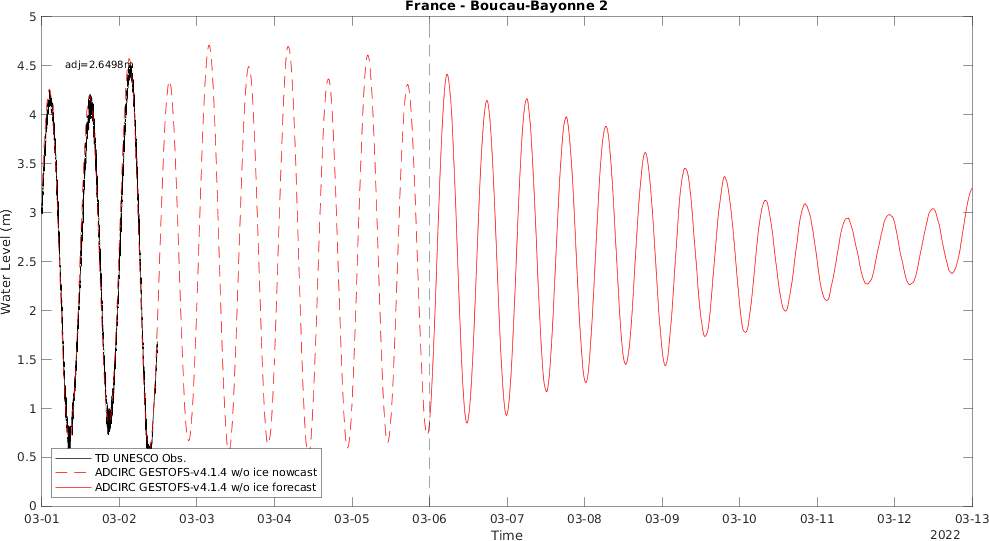 France - Boucau-Bayonne 2
5
4.5
4
3.5
3
2.5
2
1.5
1
0.5
0
Water Level (m)
adj=2.6498m
TD UNESCO Obs.
ADCIRC GESTOFS-v4.1.4 w/o ice nowcast
ADCIRC GESTOFS-v4.1.4 w/o ice forecast
03-01 03-02 03-03 03-04 03-05 03-06 03-07 03-08 03-09 03-10 03-11 03-12 03-13
Time
2022